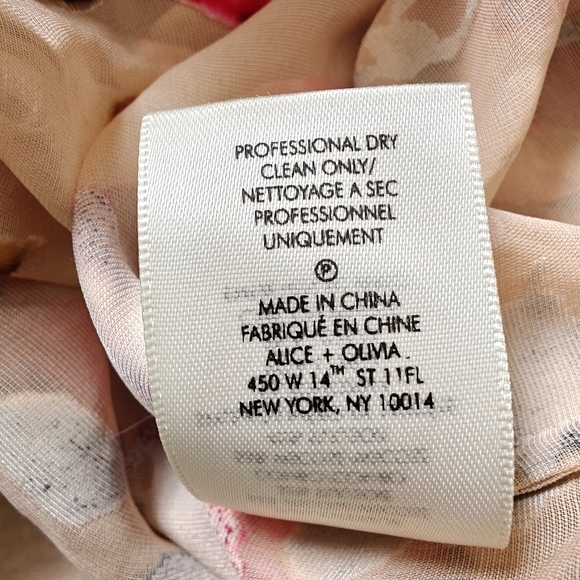 PROFESSIONAL DRY
CLEAN ONLY/
NETTOYAGE A SEC
PROFESSIONNEL
UNIQUEMENT
Ⓟ
MADE IN CHINA
FABRIQUÉ EN CHINE
ALICE + OLIVIA .
450 W 14™ ST 11FL
NEW YORK, NY 10014